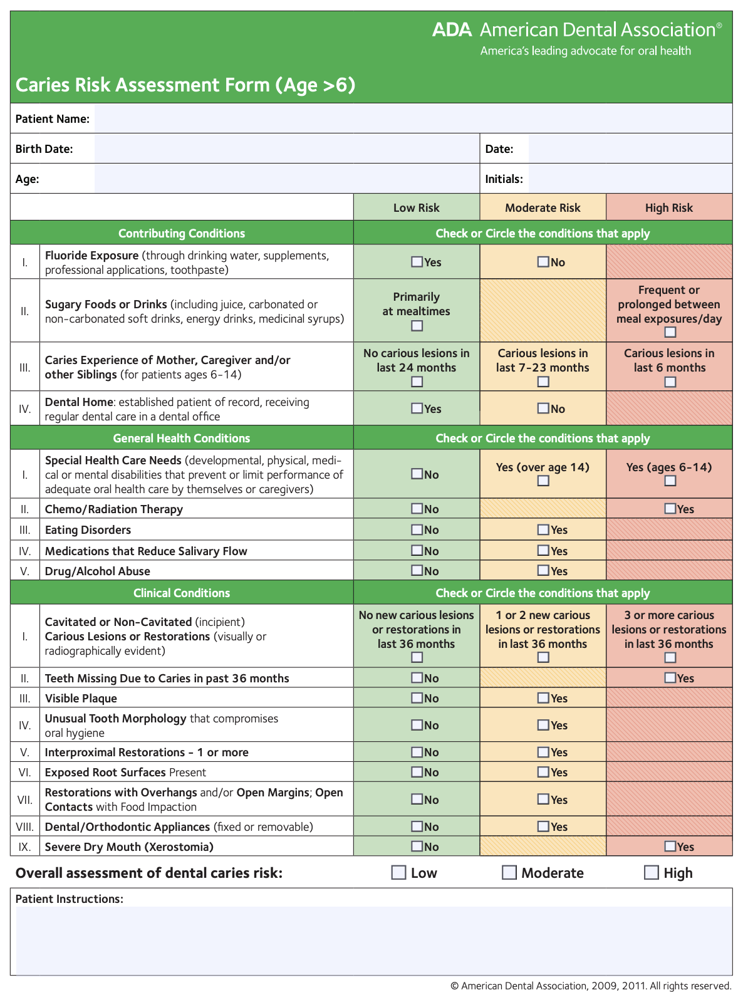 ADA American Dental Association®
America's leading advocate for oral health
Caries Risk Assessment Form (Age >6)
Patient Name:
Birth Date:
Date:
Age:
Initials:
Low Risk
Moderate Risk
High Risk
Contributing Conditions
Check or Circle the conditions that apply
I.
Fluoride Exposure (through drinking water, supplements,
professional applications, toothpaste)
Yes
No
II.
Sugary Foods or Drinks (including juice, carbonated or
non-carbonated soft drinks, energy drinks, medicinal syrups)
Primarily
at mealtimes
Frequent or
prolonged between
meal exposures/day
III.
Caries Experience of Mother, Caregiver and/or
other Siblings (for patients ages 6-14)
No carious lesions in
last 24 months
Carious lesions in
last 7-23 months
Carious lesions in
last 6 months
IV.
Dental Home: established patient of record, receiving
regular dental care in a dental office
Yes
No
General Health Conditions
Check or Circle the conditions that apply
I.
Special Health Care Needs (developmental, physical, medi-
cal or mental disabilities that prevent or limit performance of
adequate oral health care by themselves or caregivers)
No
Yes (over age 14)
Yes (ages 6-14)
II.
Chemo/Radiation Therapy
No
Yes
III.
Eating Disorders
No
Yes
IV.
Medications that Reduce Salivary Flow
No
Yes
V.
Drug/Alcohol Abuse
No
Yes
Clinical Conditions
Check or Circle the conditions that apply
I.
Cavitated or Non-Cavitated (incipient)
Carious Lesions or Restorations (visually or
radiographically evident)
No new carious lesions
or restorations in
last 36 months
1 or 2 new carious
lesions or restorations
in last 36 months
3 or more carious
lesions or restorations
in last 36 months
II.
Teeth Missing Due to Caries in past 36 months
No
Yes
III.
Visible Plaque
No
Yes
IV.
Unusual Tooth Morphology that compromises
oral hygiene
No
Yes
V.
Interproximal Restorations - 1 or more
No
Yes
VI.
Exposed Root Surfaces Present
No
Yes
VII.
Restorations with Overhangs and/or Open Margins; Open
Contacts with Food Impaction
No
Yes
VIII.
Dental/Orthodontic Appliances (fixed or removable)
No
Yes
IX.
Severe Dry Mouth (Xerostomia)
No
Yes
Overall assessment of dental caries risk:
Low
Moderate
High
Patient Instructions:
© American Dental Association, 2009, 2011. All rights reserved.